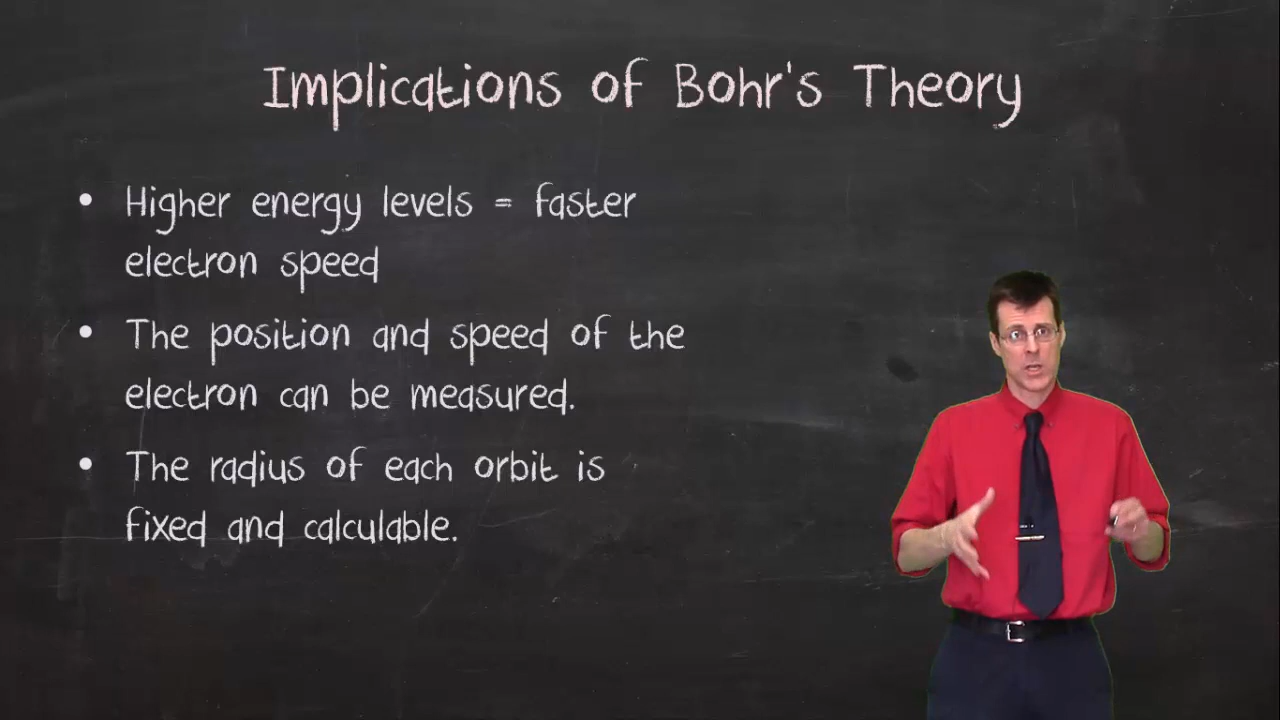 Implications of Bohr's Theory
• Higher energy levels = faster
electron speed
• The position and speed of the
electron can be measured.
• The radius of each orbit is
fixed and calculable.